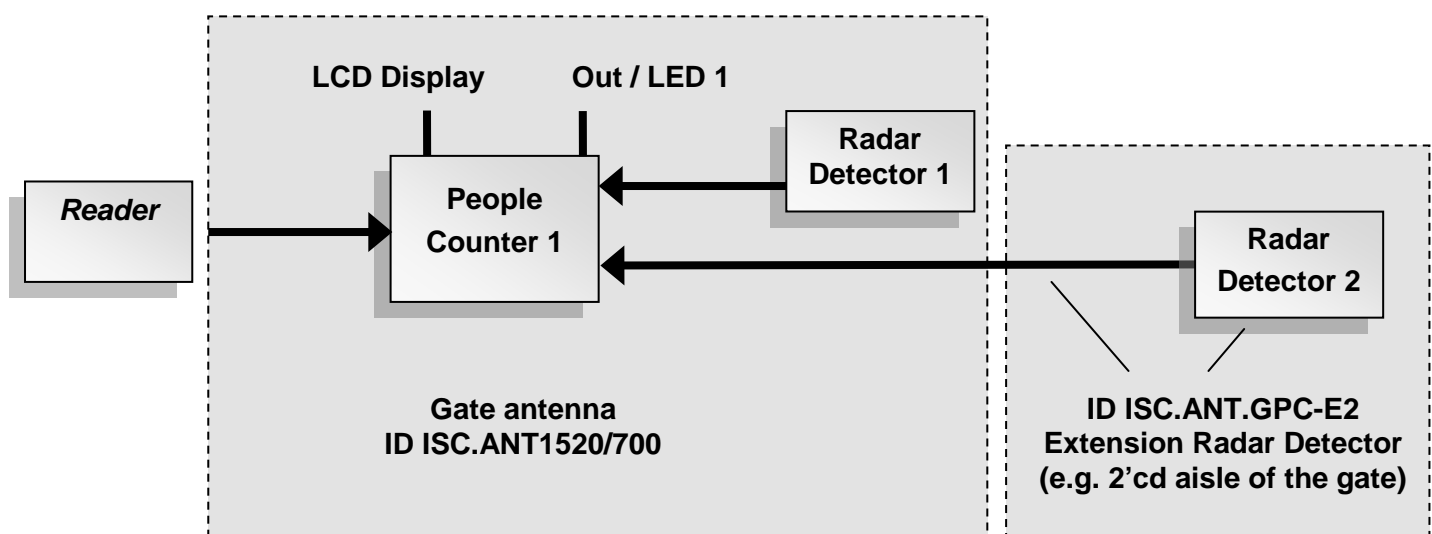 LCD Display
Out / LED 1
Radar
Detector 1
Reader
People
Counter 1
Radar
Detector 2
Gate antenna
ID ISC.ANT1520/700
ID ISC.ANT.GPC-E2
Extension Radar Detector
(e.g. 2’cd aisle of the gate)